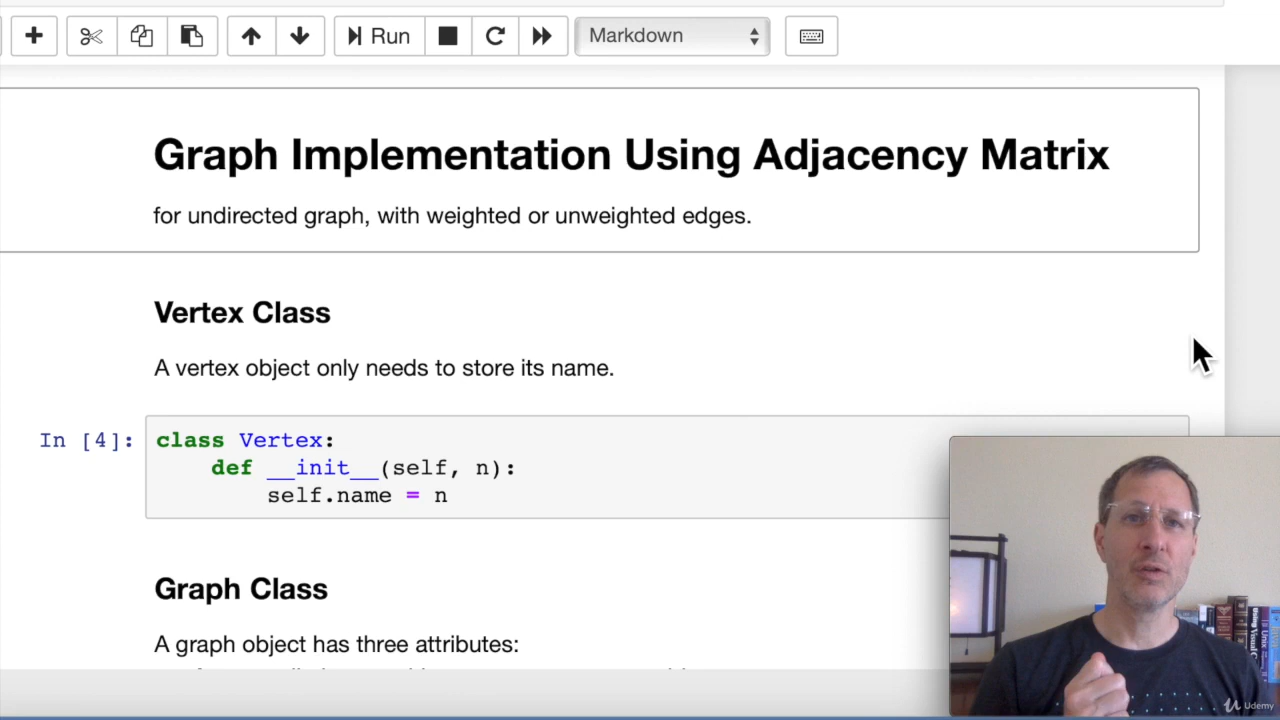 Run
Markdown
Graph Implementation Using Adjacency Matrix
for undirected graph, with weighted or unweighted edges.
Vertex Class
A vertex object only needs to store its name.
In [4]:
class Vertex:
def __init__(self, n):
self.name = n
Graph Class
A graph object has three attributes:
Udemy